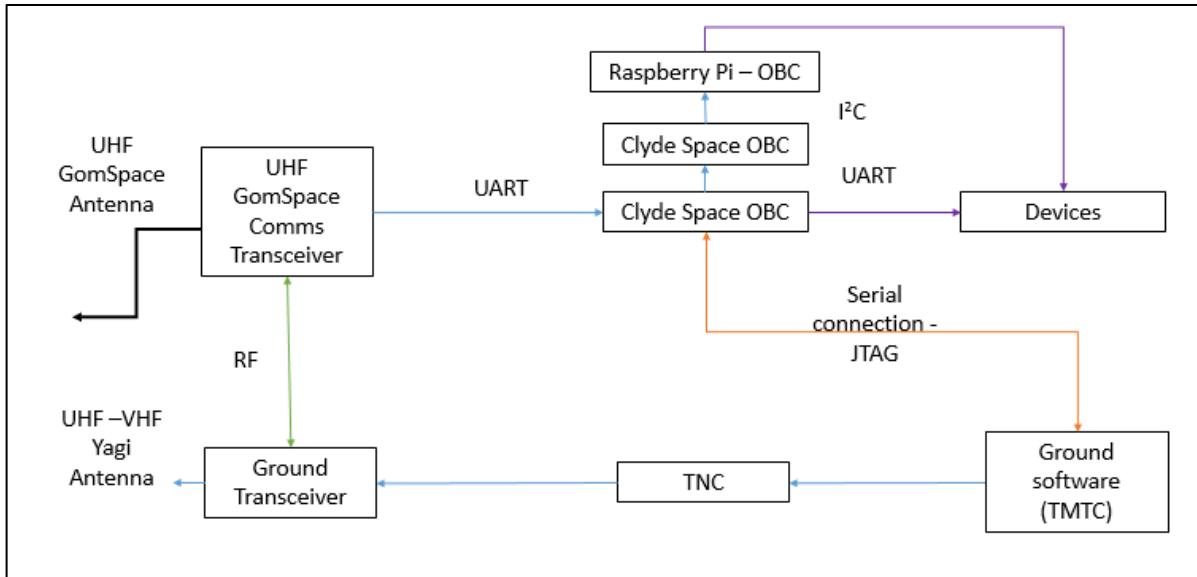 Raspberry Pi – OBC
I²C
UHF
GomSpace
Antenna
UHF
GomSpace
Comms
Transceiver
Clyde Space OBC
UART
UART
Clyde Space OBC
Devices
Serial
connection -
JTAG
RF
UHF –VHF
Yagi
Antenna
Ground
Transceiver
TNC
Ground
software
(TMTC)